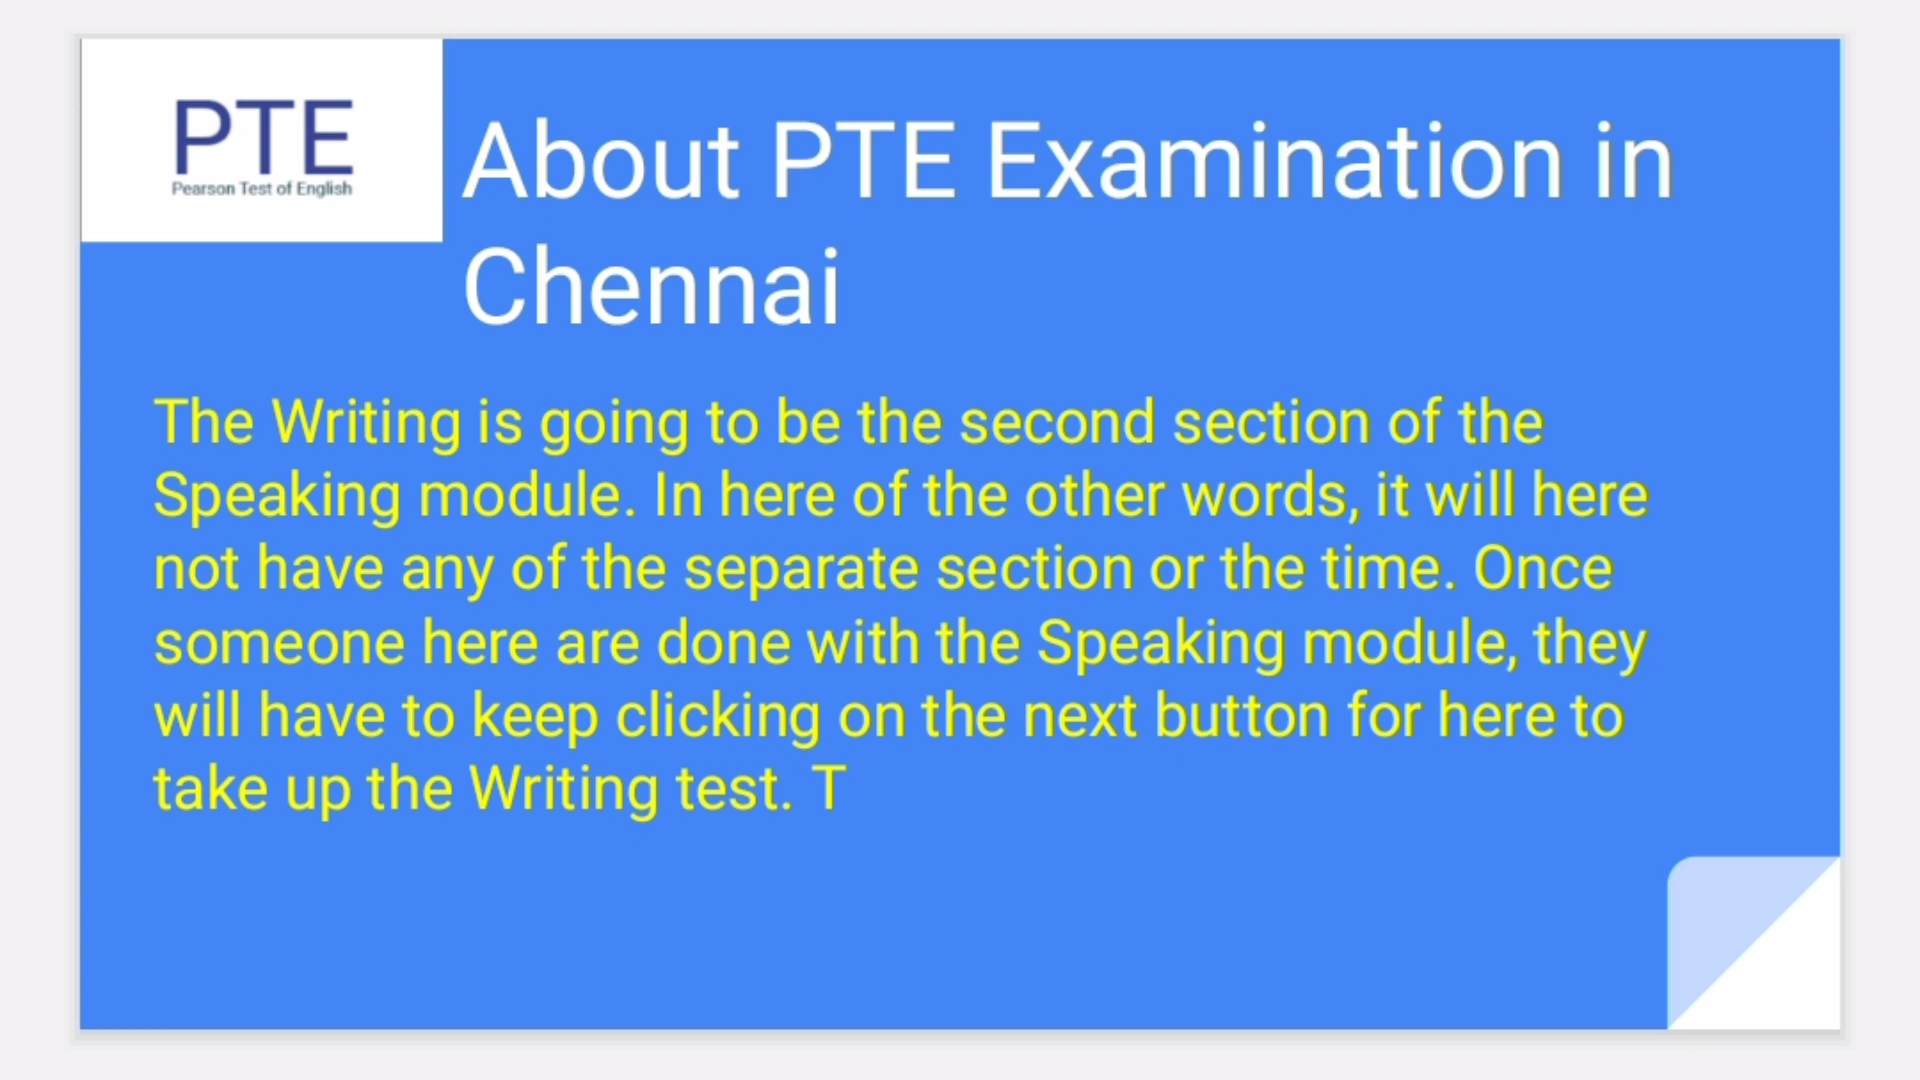 PTE
Pearson Test of English
About PTE Examination in
Chennai
The Writing is going to be the second section of the
Speaking module. In here of the other words, it will here
not have any of the separate section or the time. Once
someone here are done with the Speaking module, they
will have to keep clicking on the next button for here to
take up the Writing test. T